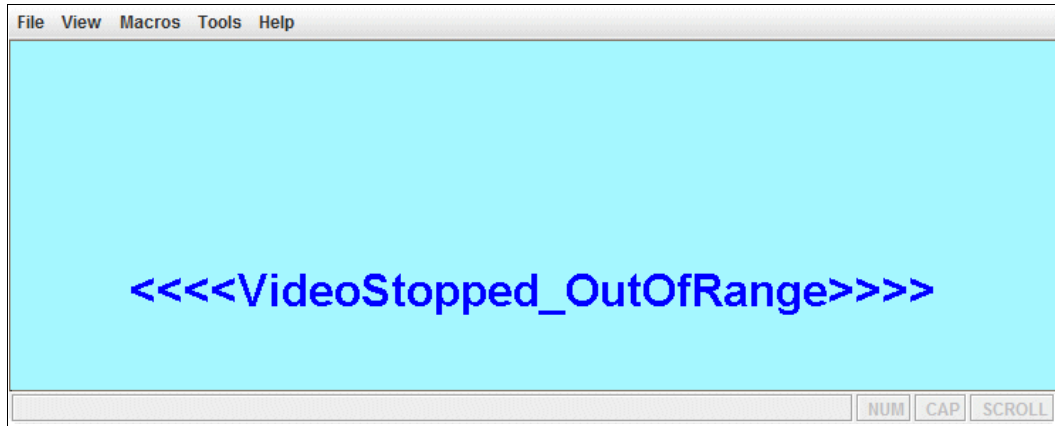 File View Macros Tools Help
<<<<VideoStopped_OutOfRange>>>>
NUM CAP SCROLL